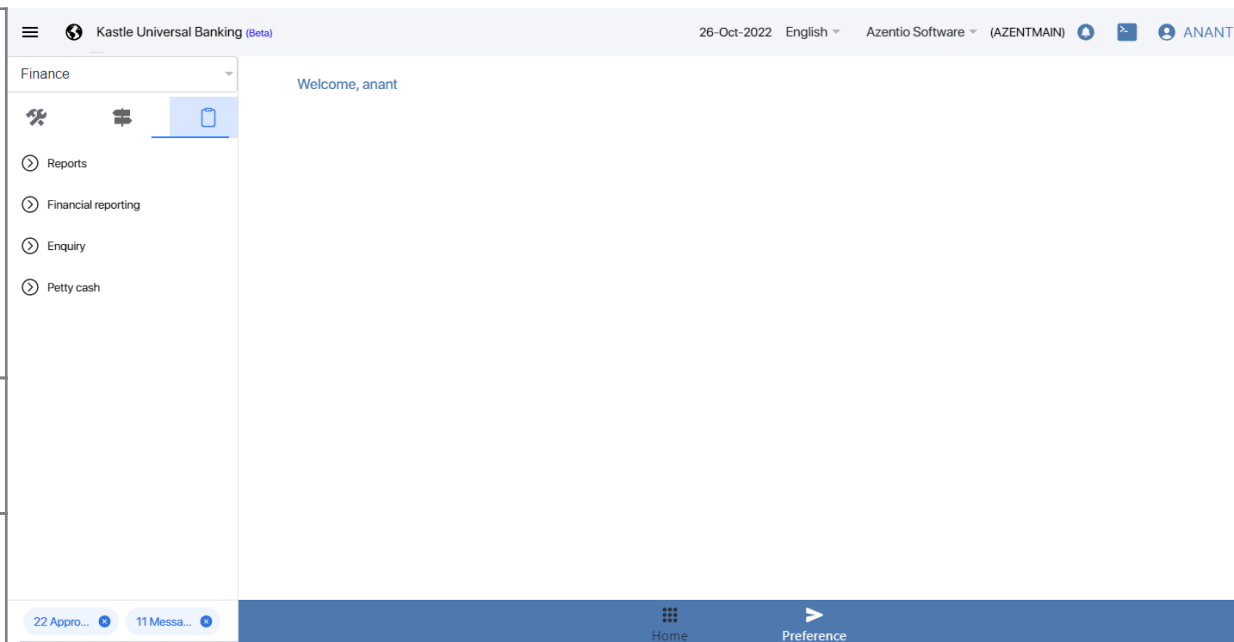 Kastle Universal Banking (Beta)
26-Oct-2022 English Azentio Software (AZENTMAIN) ANANT
Finance
Welcome, anant
Reports
Financial reporting
Enquiry
Petty cash
22 Appro... 11 Messa...
Home Preference